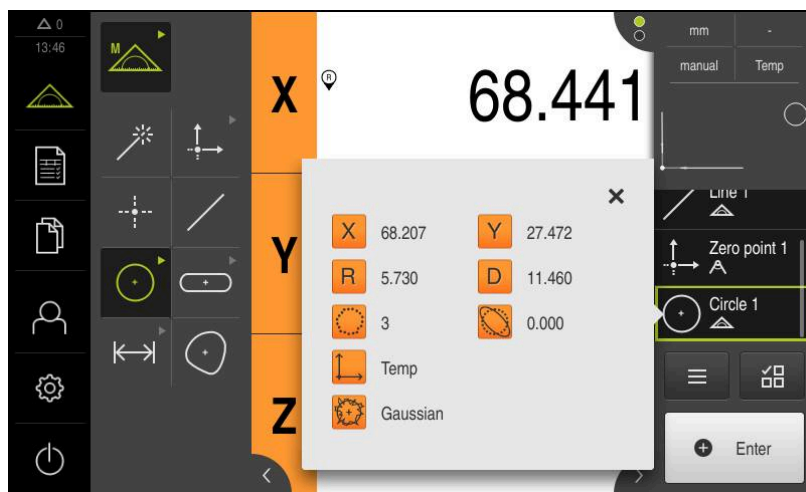 0
13:46
M
X
R
68.441
mm
-
manual
Temp
X 68.207 Y 27.472
R 5.730 D 11.460
3 0.000
Temp
Gaussian
Y
Z
Line 1
Zero point 1
Circle 1
Enter